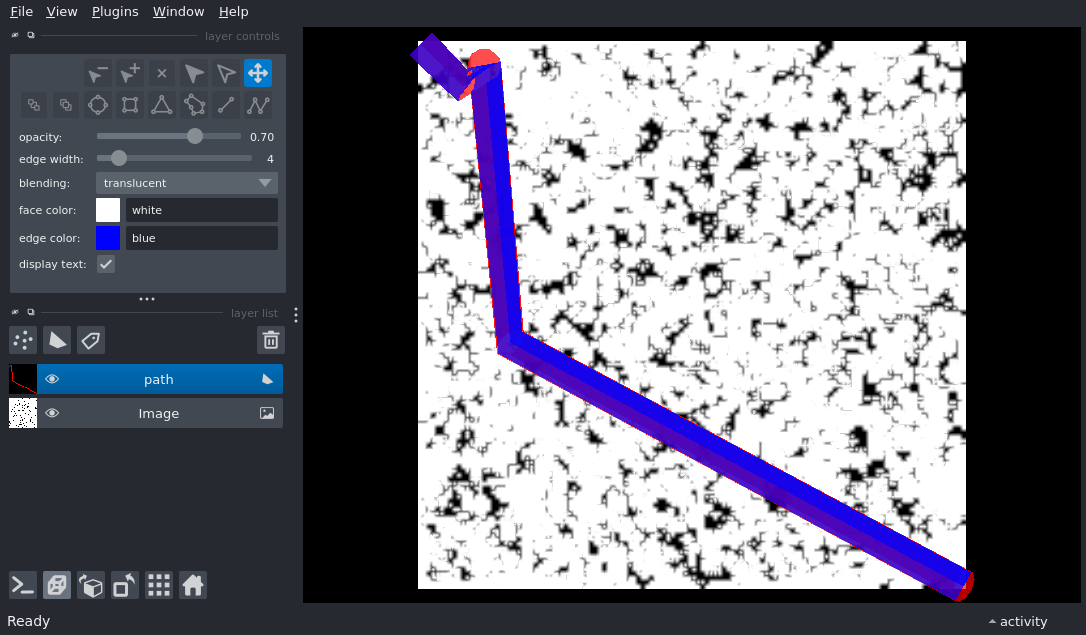 File View Plugins Window Help
layer controls
opacity: 0.70
edge width: 4
blending: translucent
face color: white
edge color: blue
display text:
layer list
path
Image
Ready
activity